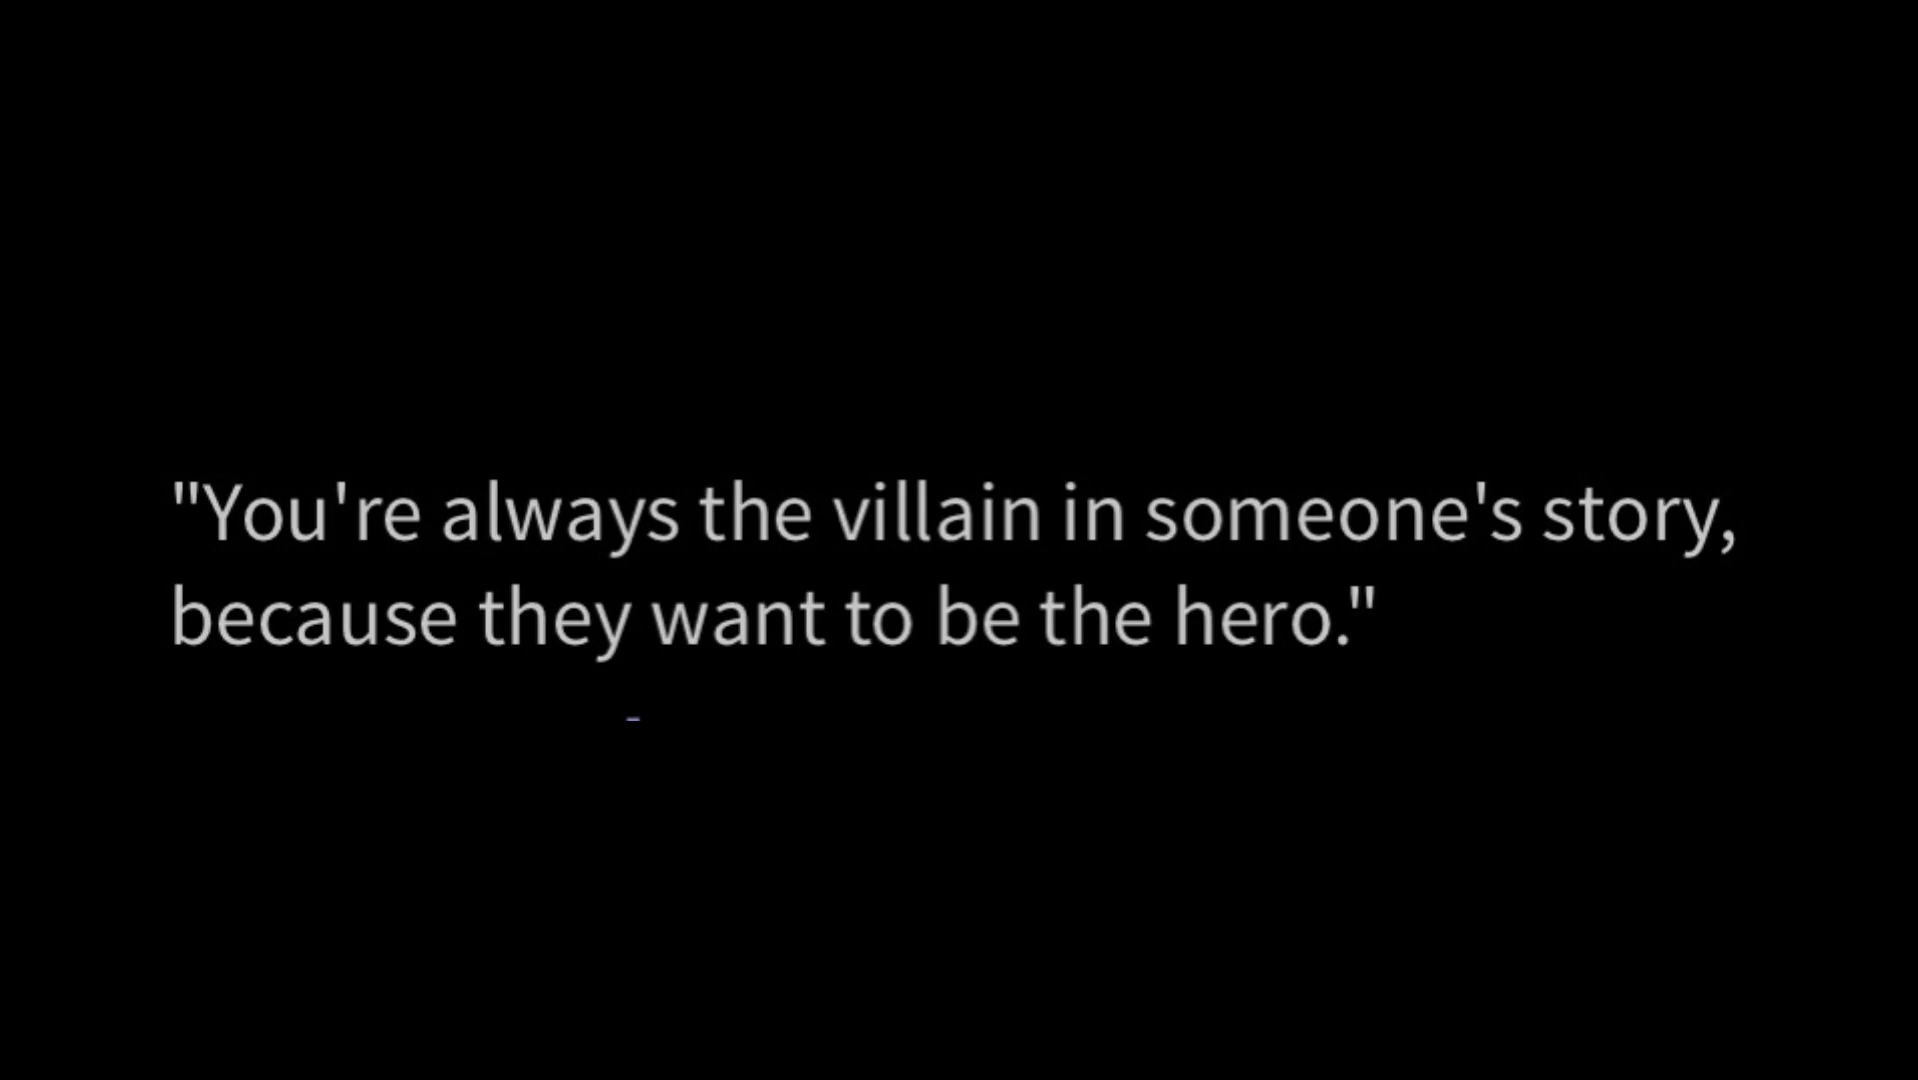 "You're always the villain in someone's story,
because they want to be the hero."
-